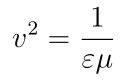 v² = 1/(εμ)